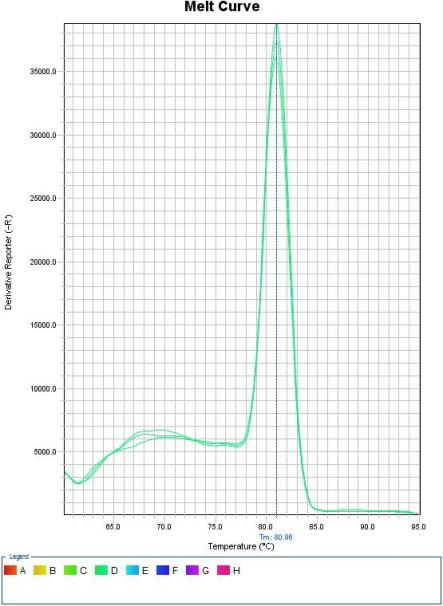 Melt Curve
Derivative Reporter (-R')
35000.0
30000.0
25000.0
20000.0
15000.0
10000.0
5000.0
65.0 70.0 75.0 80.0 85.0 90.0 95.0
Tm: 80.96
Temperature (°C)
Legend
A B C D E F G H